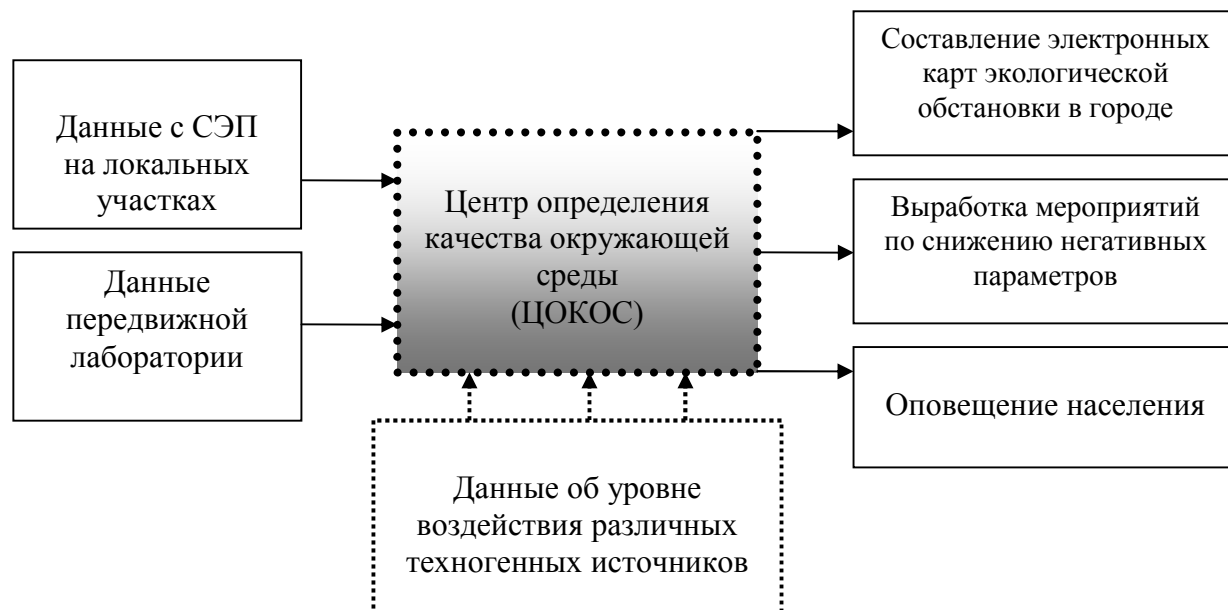 Данные с СЭП
на локальных
участках
Данные
передвижной
лаборатории
Центр определения
качества окружающей
среды
(ЦОКОС)
Данные об уровне
воздействия различных
техногенных источников
Составление электронных
карт экологической
обстановки в городе
Выработка мероприятий
по снижению негативных
параметров
Оповещение населения